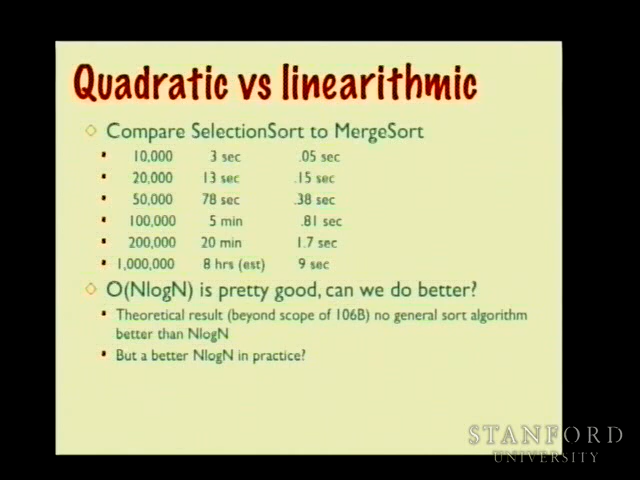 Quadratic vs linearithmic
Compare SelectionSort to MergeSort
10,000 3 sec .05 sec
20,000 13 sec .15 sec
50,000 78 sec .38 sec
100,000 5 min .81 sec
200,000 20 min 1.7 sec
1,000,000 8 hrs (est) 9 sec
O(NlogN) is pretty good, can we do better?
Theoretical result (beyond scope of 106B) no general sort algorithm
better than NlogN
But a better NlogN in practice?
STANFORD
UNIVERSITY